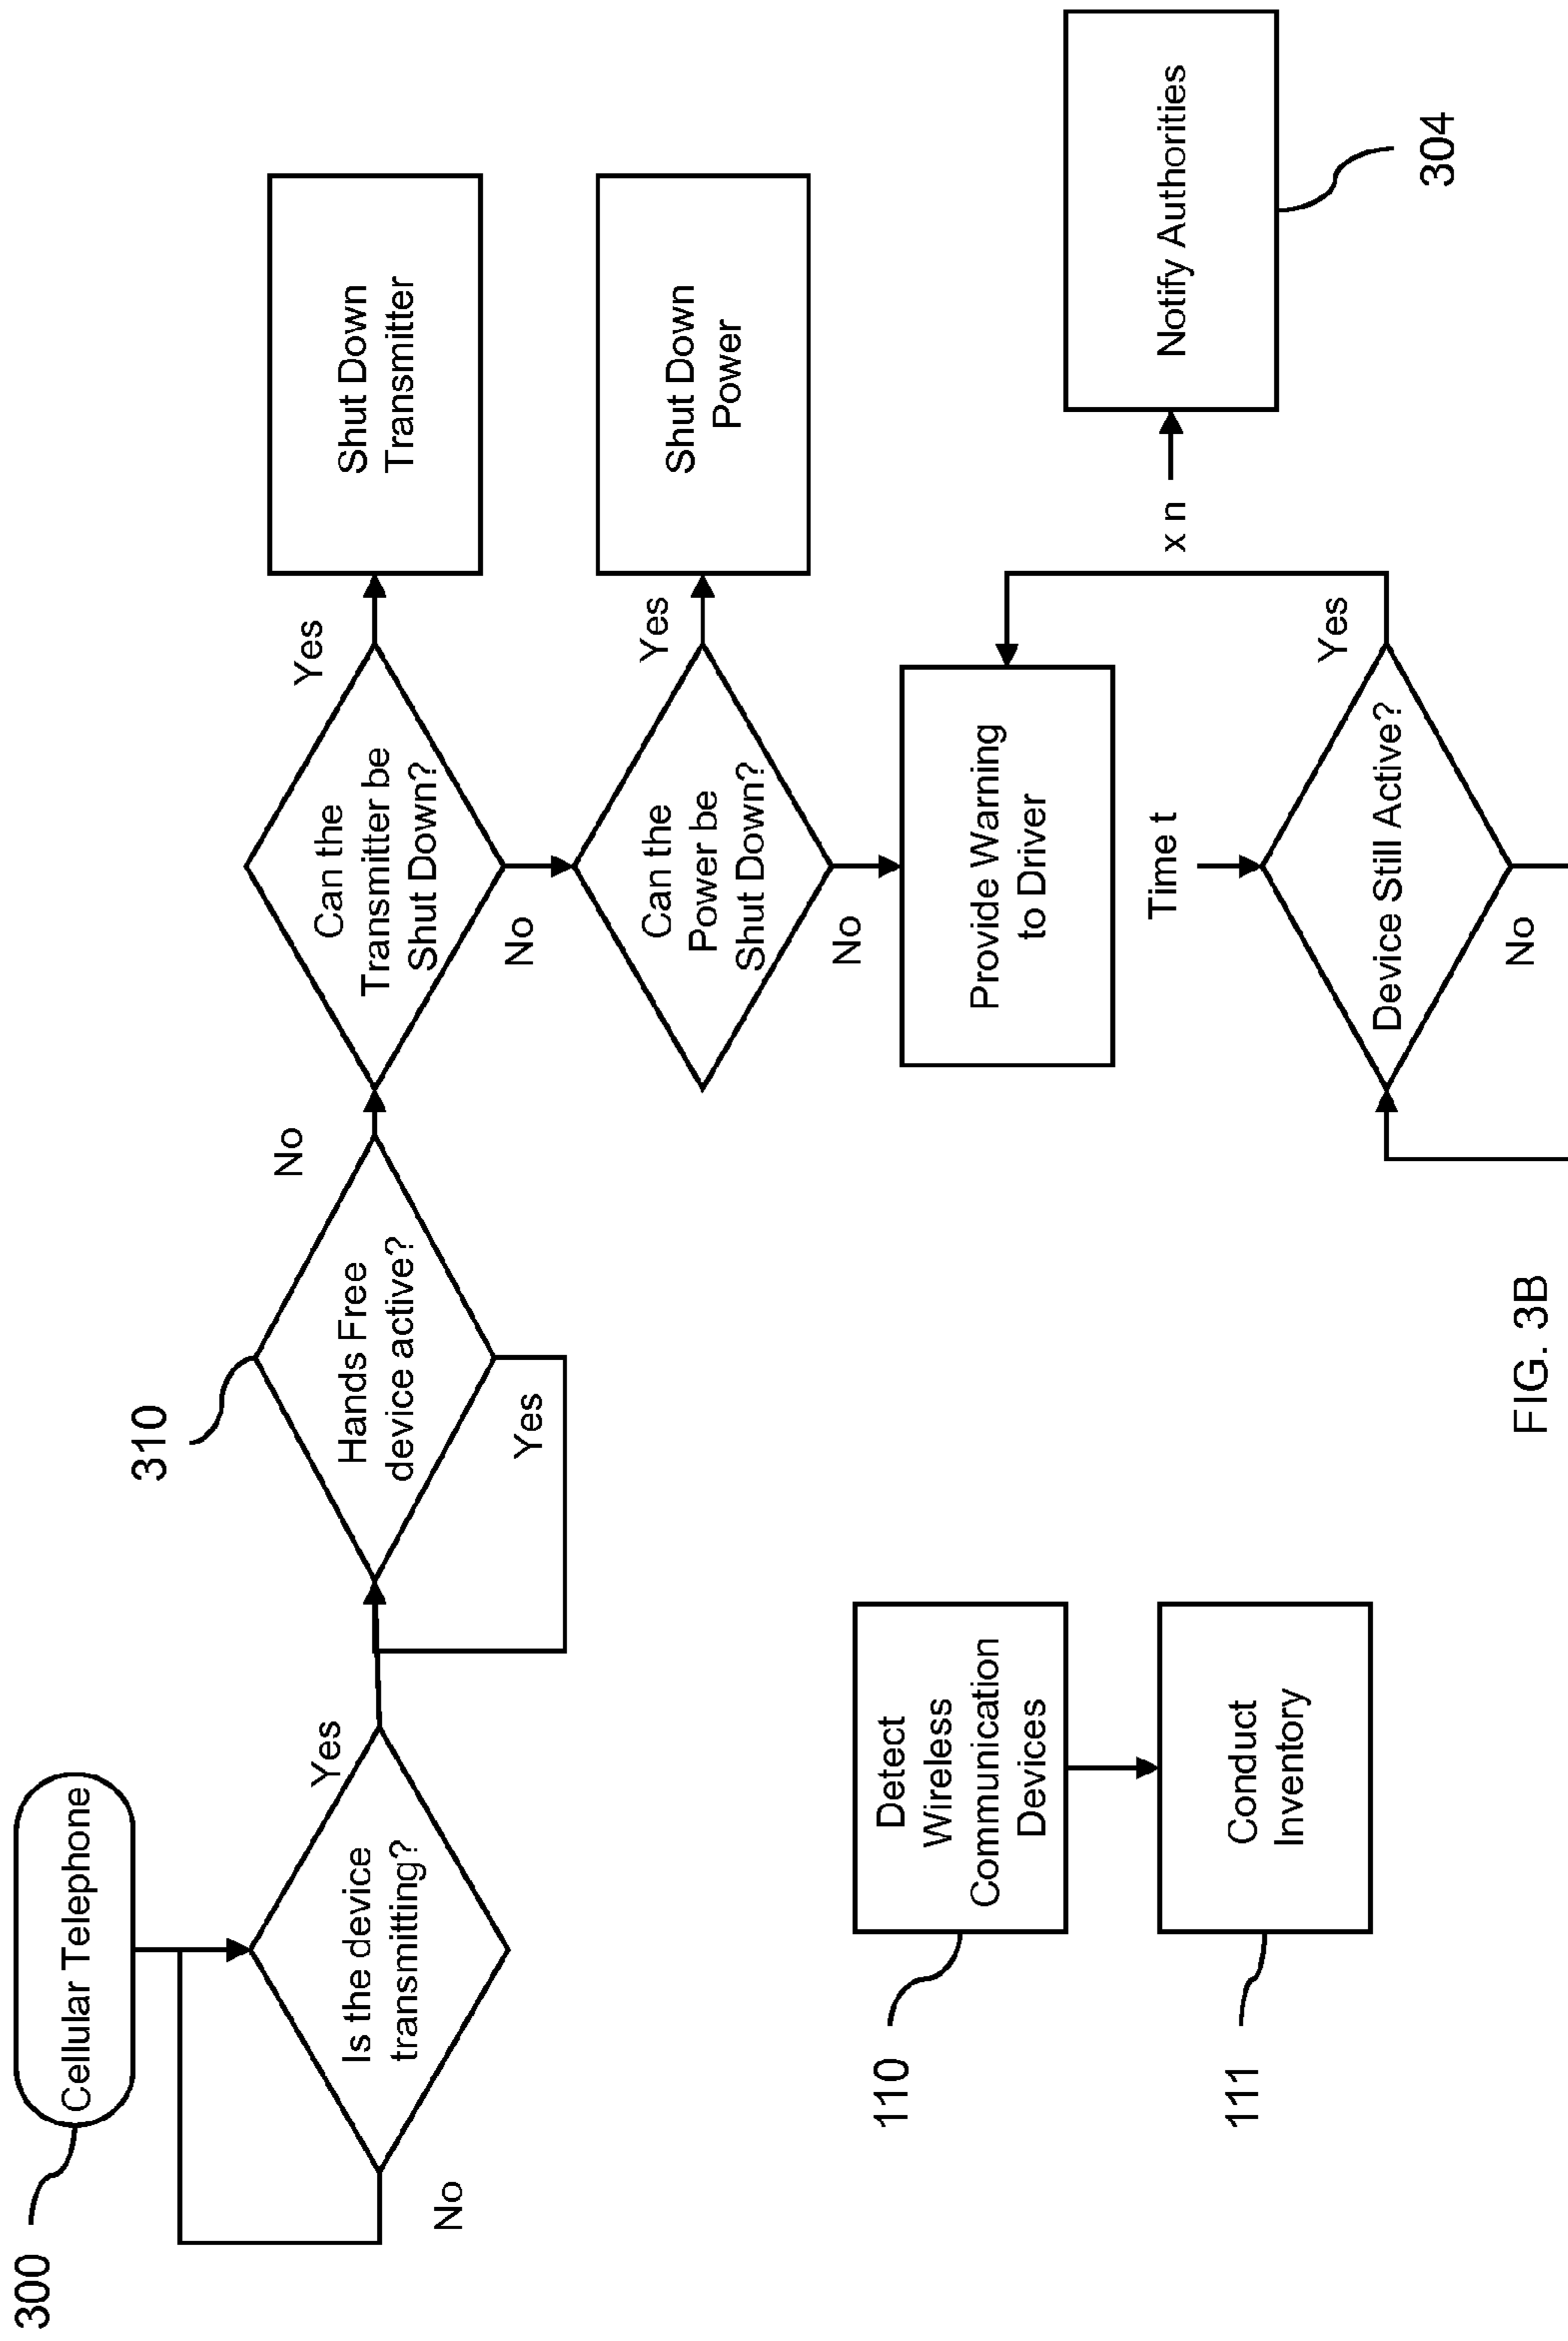 300
Cellular Telephone
Is the device
transmitting?
Yes
No
310
Hands Free
device active?
Yes
No
Can the
Transmitter be
Shut Down?
Yes
Shut Down
Transmitter
No
Can the
Power be
Shut Down?
Yes
Shut Down
Power
No
Provide Warning
to Driver
Time t
Device Still Active?
Yes
x n
Notify Authorities
304
No
110
Detect
Wireless
Communication
Devices
111
Conduct
Inventory
FIG. 3B